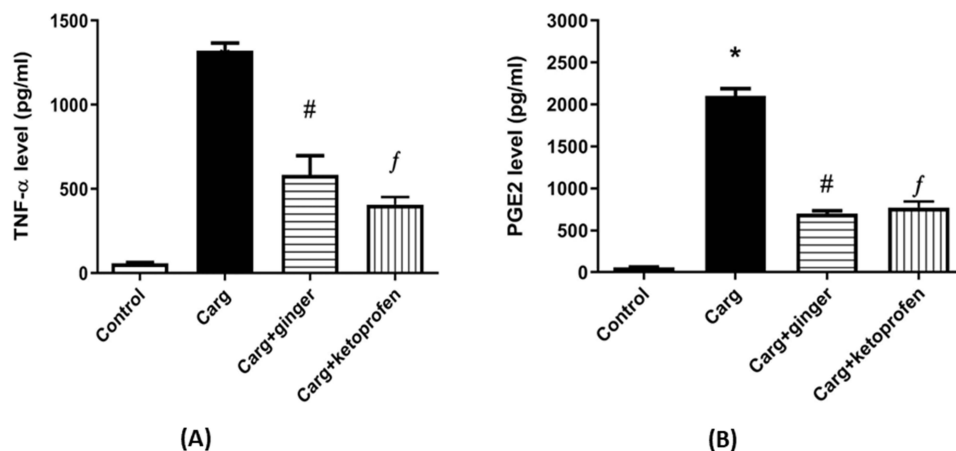 TNF-α level (pg/ml)
1500
1000
500
0
#
ƒ
Control
Carg
Carg+ginger
Carg+ketoprofen
(A)
PGE2 level (pg/ml)
3000
2500
2000
1500
1000
500
0
*
#
ƒ
Control
Carg
Carg+ginger
Carg+ketoprofen
(B)